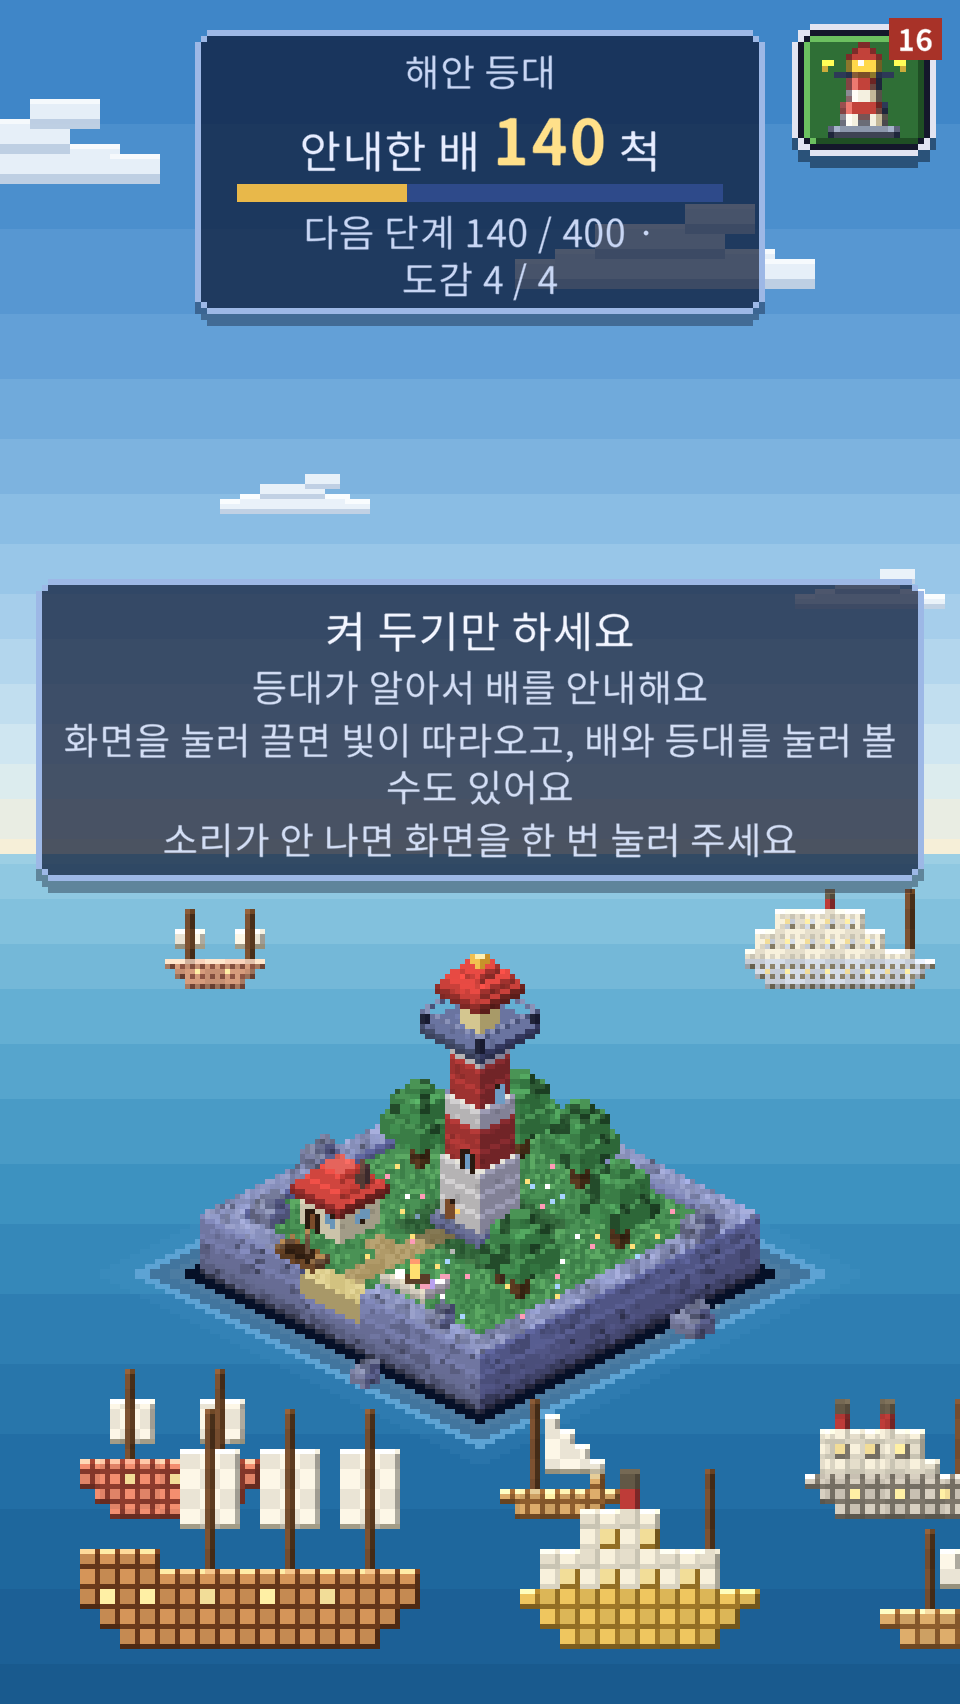 해안 등대
16
안내한 배 140 척
다음 단계 140 / 400 ·
도감 4 / 4
켜 두기만 하세요
등대가 알아서 배를 안내해요
화면을 눌러 끌면 빛이 따라오고, 배와 등대를 눌러 볼
수도 있어요
소리가 안 나면 화면을 한 번 눌러 주세요